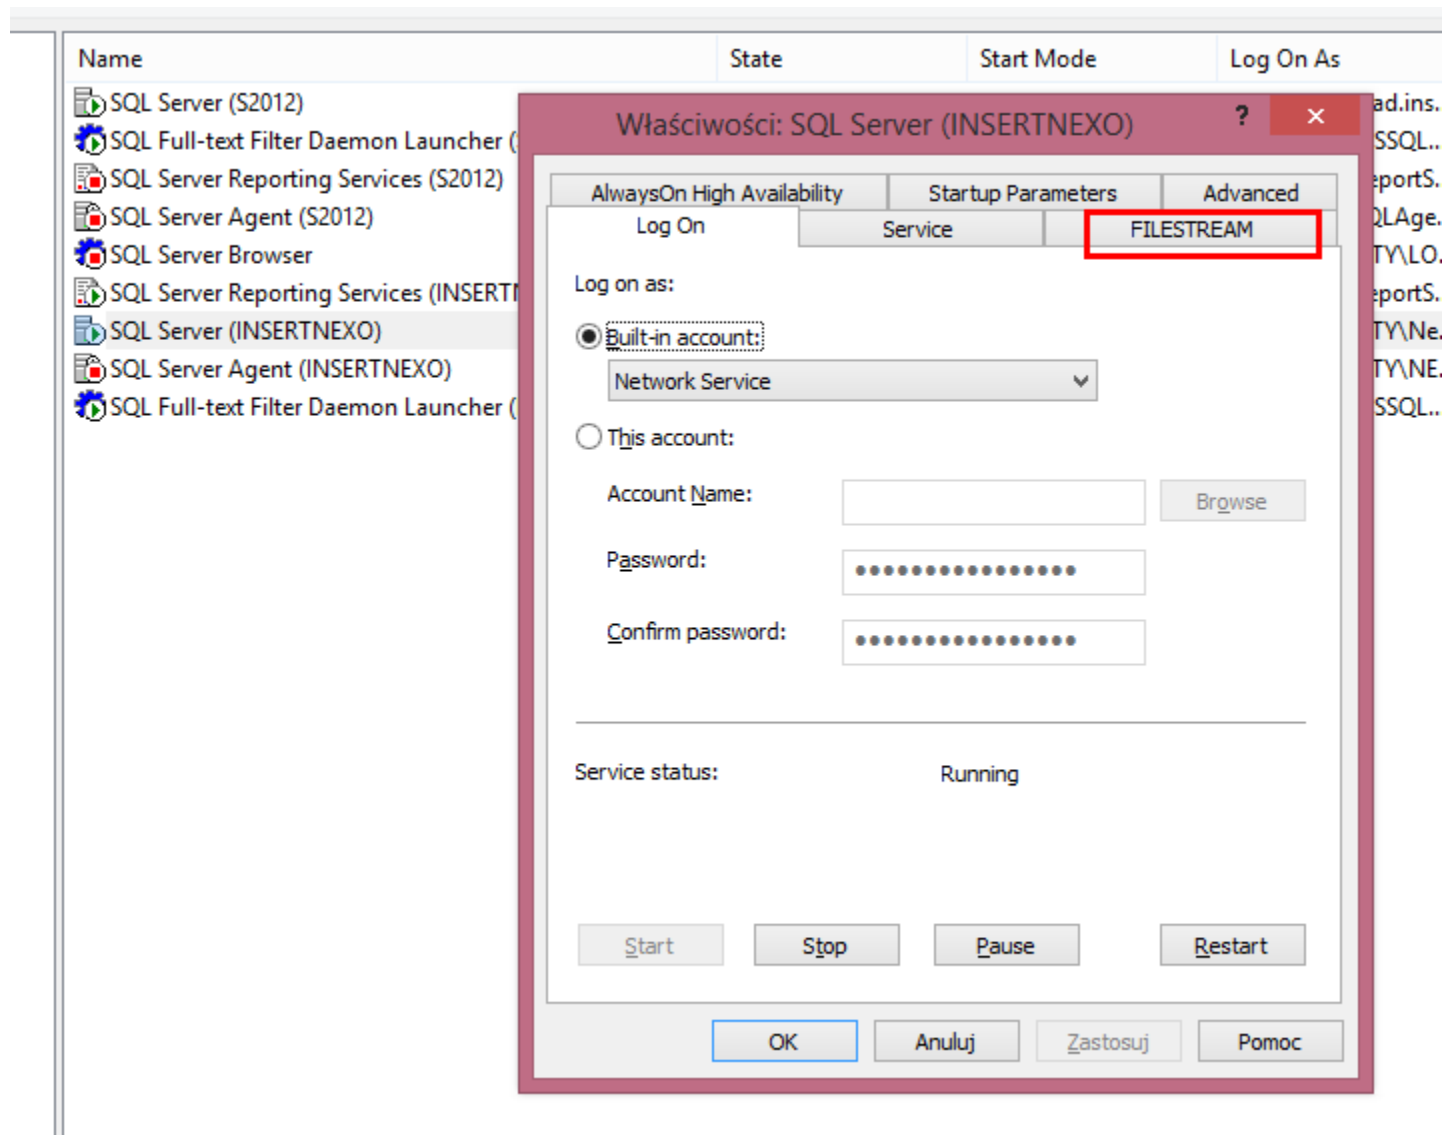 Name State Start Mode Log On As
SQL Server (S2012) ad.ins..
SQL Full-text Filter Daemon Launcher ( SSQL...
SQL Server Reporting Services (S2012) eportS..
SQL Server Agent (S2012) QLAge..
SQL Server Browser TY\LO..
SQL Server Reporting Services (INSERTN eportS..
SQL Server (INSERTNEXO) TY\Ne..
SQL Server Agent (INSERTNEXO) TY\NE..
SQL Full-text Filter Daemon Launcher ( SSQL...
Właściwości: SQL Server (INSERTNEXO) ? ×
AlwaysOn High Availability Startup Parameters Advanced
Log On Service FILESTREAM
Log on as:
Built-in account:
Network Service
This account:
Account Name: Browse
Password: ●●●●●●●●●●●●●●●●
Confirm password: ●●●●●●●●●●●●●●●●
Service status: Running
Start Stop Pause Restart
OK Anuluj Zastosuj Pomoc